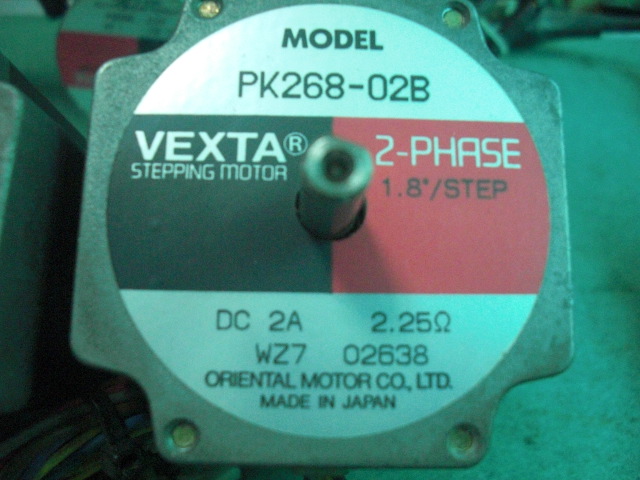 MODEL
PK268-02B
VEXTA® 2-PHASE
STEPPING MOTOR 1.8°/STEP
DC 2A 2.25Ω
WZ7 02638
ORIENTAL MOTOR CO., LTD.
MADE IN JAPAN